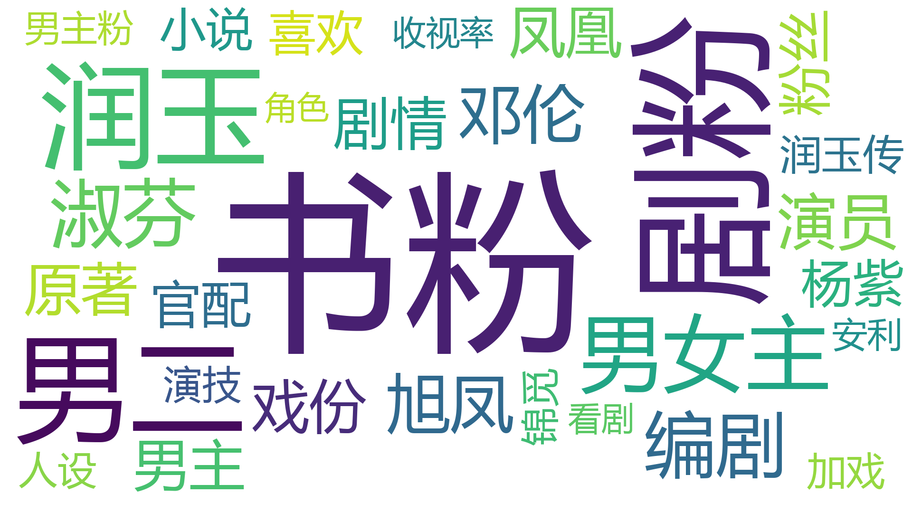 男主粉
小说
喜欢
收视率
凤凰
剧粉
粉丝
润玉
角色
剧情
邓伦
润玉传
淑芬
书粉
演员
原著
官配
杨紫
男二
演技
戏份
旭凤
锦觅
看剧
男女主
安利
人设
男主
编剧
加戏